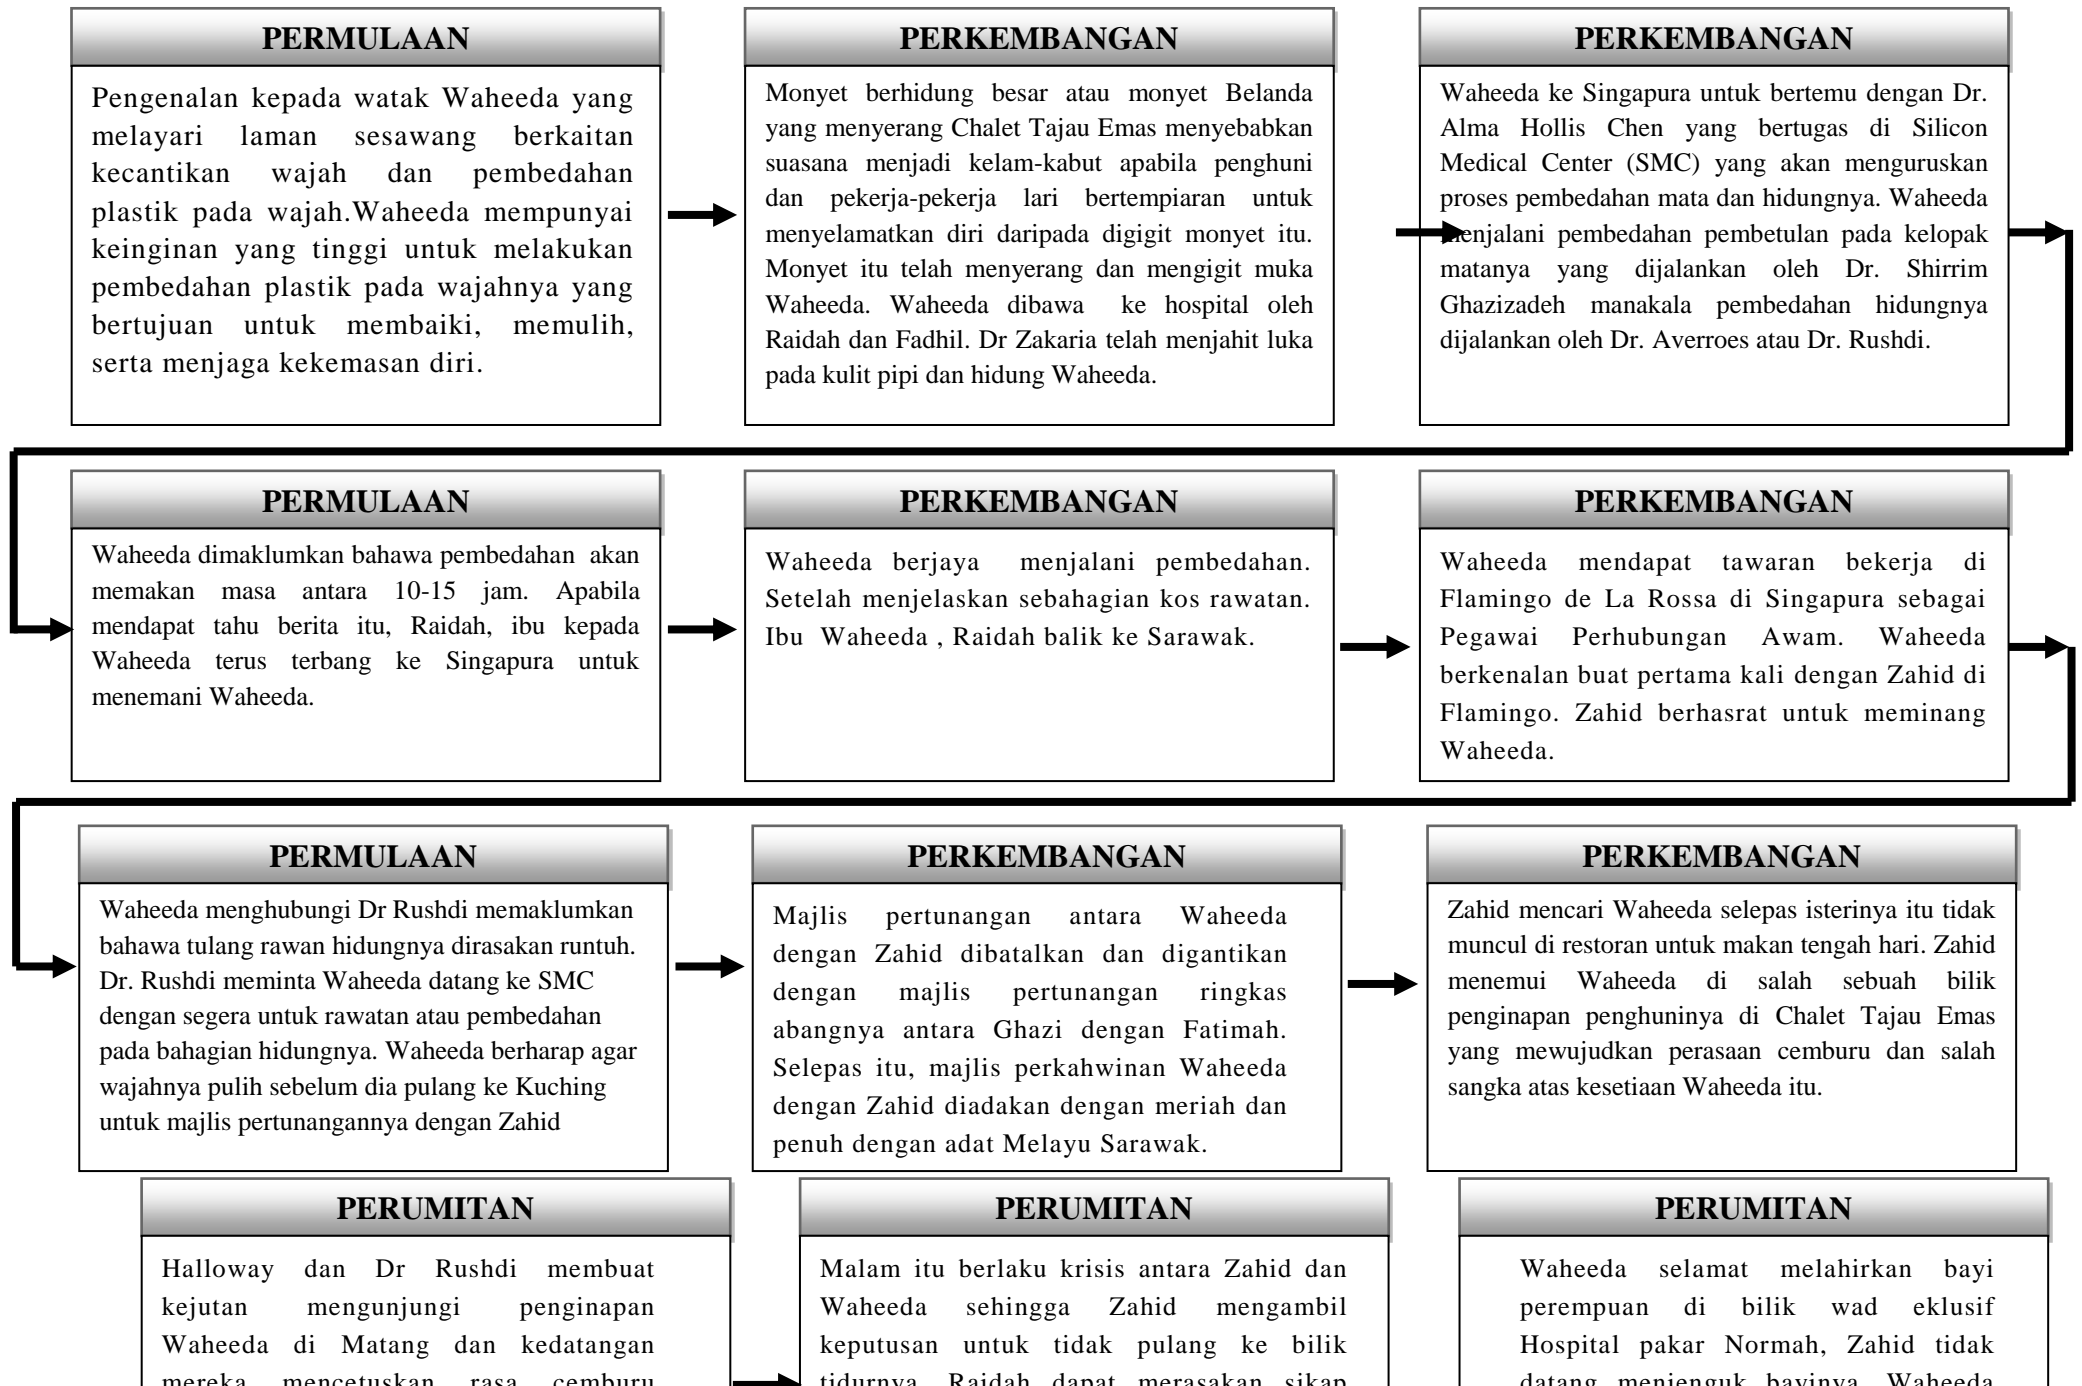 PERMULAAN
Pengenalan kepada watak Waheeda yang
melayari laman sesawang berkaitan
kecantikan wajah dan pembedahan
plastik pada wajah.Waheeda mempunyai
keinginan yang tinggi untuk melakukan
pembedahan plastik pada wajahnya yang
bertujuan untuk membaiki, memulih,
serta menjaga kekemasan diri.
PERKEMBANGAN
Monyet berhidung besar atau monyet Belanda
yang menyerang Chalet Tajau Emas menyebabkan
suasana menjadi kelam-kabut apabila penghuni
dan pekerja-pekerja lari bertempiaran untuk
menyelamatkan diri daripada digigit monyet itu.
Monyet itu telah menyerang dan mengigit muka
Waheeda. Waheeda dibawa ke hospital oleh
Raidah dan Fadhil. Dr Zakaria telah menjahit luka
pada kulit pipi dan hidung Waheeda.
PERKEMBANGAN
Waheeda ke Singapura untuk bertemu dengan Dr.
Alma Hollis Chen yang bertugas di Silicon
Medical Center (SMC) yang akan menguruskan
proses pembedahan mata dan hidungnya. Waheeda
menjalani pembedahan pembetulan pada kelopak
matanya yang dijalankan oleh Dr. Shirrim
Ghazizadeh manakala pembedahan hidungnya
dijalankan oleh Dr. Averroes atau Dr. Rushdi.
PERMULAAN
Waheeda dimaklumkan bahawa pembedahan akan
memakan masa antara 10-15 jam. Apabila
mendapat tahu berita itu, Raidah, ibu kepada
Waheeda terus terbang ke Singapura untuk
menemani Waheeda.
PERKEMBANGAN
Waheeda berjaya menjalani pembedahan.
Setelah menjelaskan sebahagian kos rawatan.
Ibu Waheeda , Raidah balik ke Sarawak.
PERKEMBANGAN
Waheeda mendapat tawaran bekerja di
Flamingo de La Rossa di Singapura sebagai
Pegawai Perhubungan Awam. Waheeda
berkenalan buat pertama kali dengan Zahid di
Flamingo. Zahid berhasrat untuk meminang
Waheeda.
PERMULAAN
Waheeda menghubungi Dr Rushdi memaklumkan
bahawa tulang rawan hidungnya dirasakan runtuh.
Dr. Rushdi meminta Waheeda datang ke SMC
dengan segera untuk rawatan atau pembedahan
pada bahagian hidungnya. Waheeda berharap agar
wajahnya pulih sebelum dia pulang ke Kuching
untuk majlis pertunangannya dengan Zahid
PERKEMBANGAN
Majlis pertunangan antara Waheeda
dengan Zahid dibatalkan dan digantikan
dengan majlis pertunangan ringkas
abangnya antara Ghazi dengan Fatimah.
Selepas itu, majlis perkahwinan Waheeda
dengan Zahid diadakan dengan meriah dan
penuh dengan adat Melayu Sarawak.
PERKEMBANGAN
Zahid mencari Waheeda selepas isterinya itu tidak
muncul di restoran untuk makan tengah hari. Zahid
menemui Waheeda di salah sebuah bilik
penginapan penghuninya di Chalet Tajau Emas
yang mewujudkan perasaan cemburu dan salah
sangka atas kesetiaan Waheeda itu.
PERUMITAN
Halloway dan Dr Rushdi membuat
kejutan mengunjungi penginapan
Waheeda di Matang dan kedatangan
mereka mencetuskan rasa cemburu
PERUMITAN
Malam itu berlaku krisis antara Zahid dan
Waheeda sehingga Zahid mengambil
keputusan untuk tidak pulang ke bilik
tidurnya. Raidah dapat merasakan sikap
PERUMITAN
Waheeda selamat melahirkan bayi
perempuan di bilik wad eklusif
Hospital pakar Normah, Zahid tidak
datang menjenguk bayinya. Waheeda